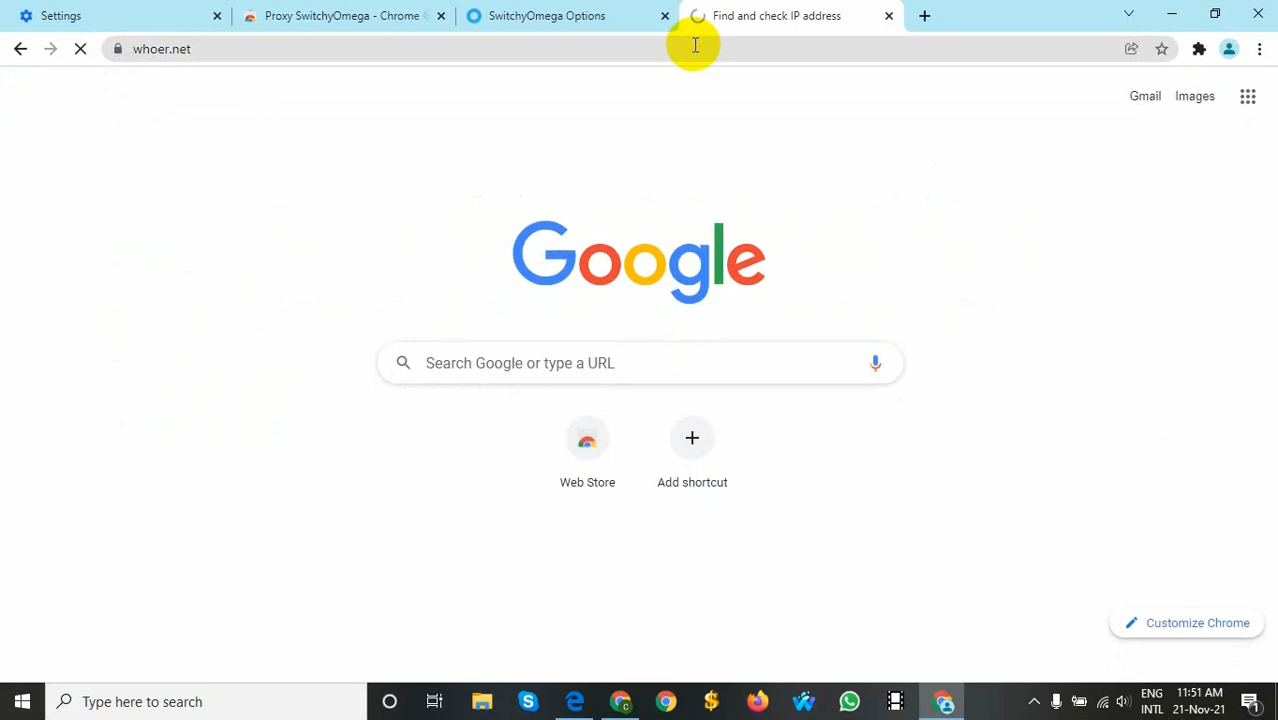 Settings
Proxy SwitchyOmega - Chrome
SwitchyOmega Options
Find and check IP address
whoer.net
Gmail
Images
Google
Search Google or type a URL
Web Store
Add shortcut
Customize Chrome
Type here to search
ENG
INTL
11:51 AM
21-Nov-21
1